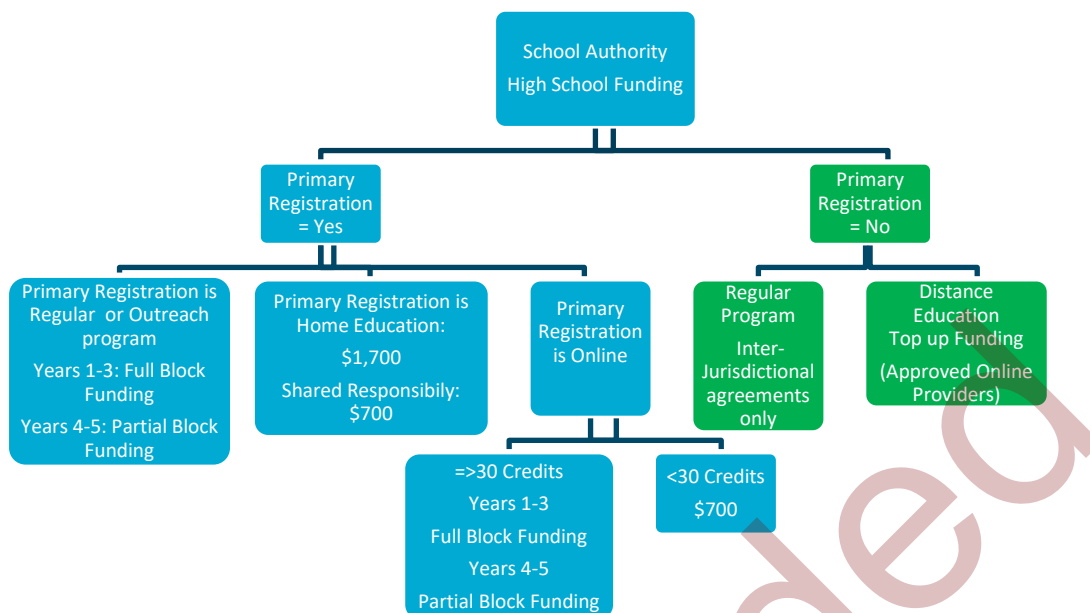 School Authority
High School Funding
Primary
Registration
= Yes
Primary
Registration
= No
Primary Registration is
Regular or Outreach
program
Years 1-3: Full Block
Funding
Years 4-5: Partial Block
Funding
Primary Registration is
Home Education:
$1,700
Shared Responsibily:
$700
Primary
Registration
is Online
Regular
Program
Inter-
Jurisdictional
agreements
only
Distance
Education
Top up Funding
(Approved Online
Providers)
=>30 Credits
Years 1-3
Full Block Funding
Years 4-5
Partial Block Funding
<30 Credits
$700
ded